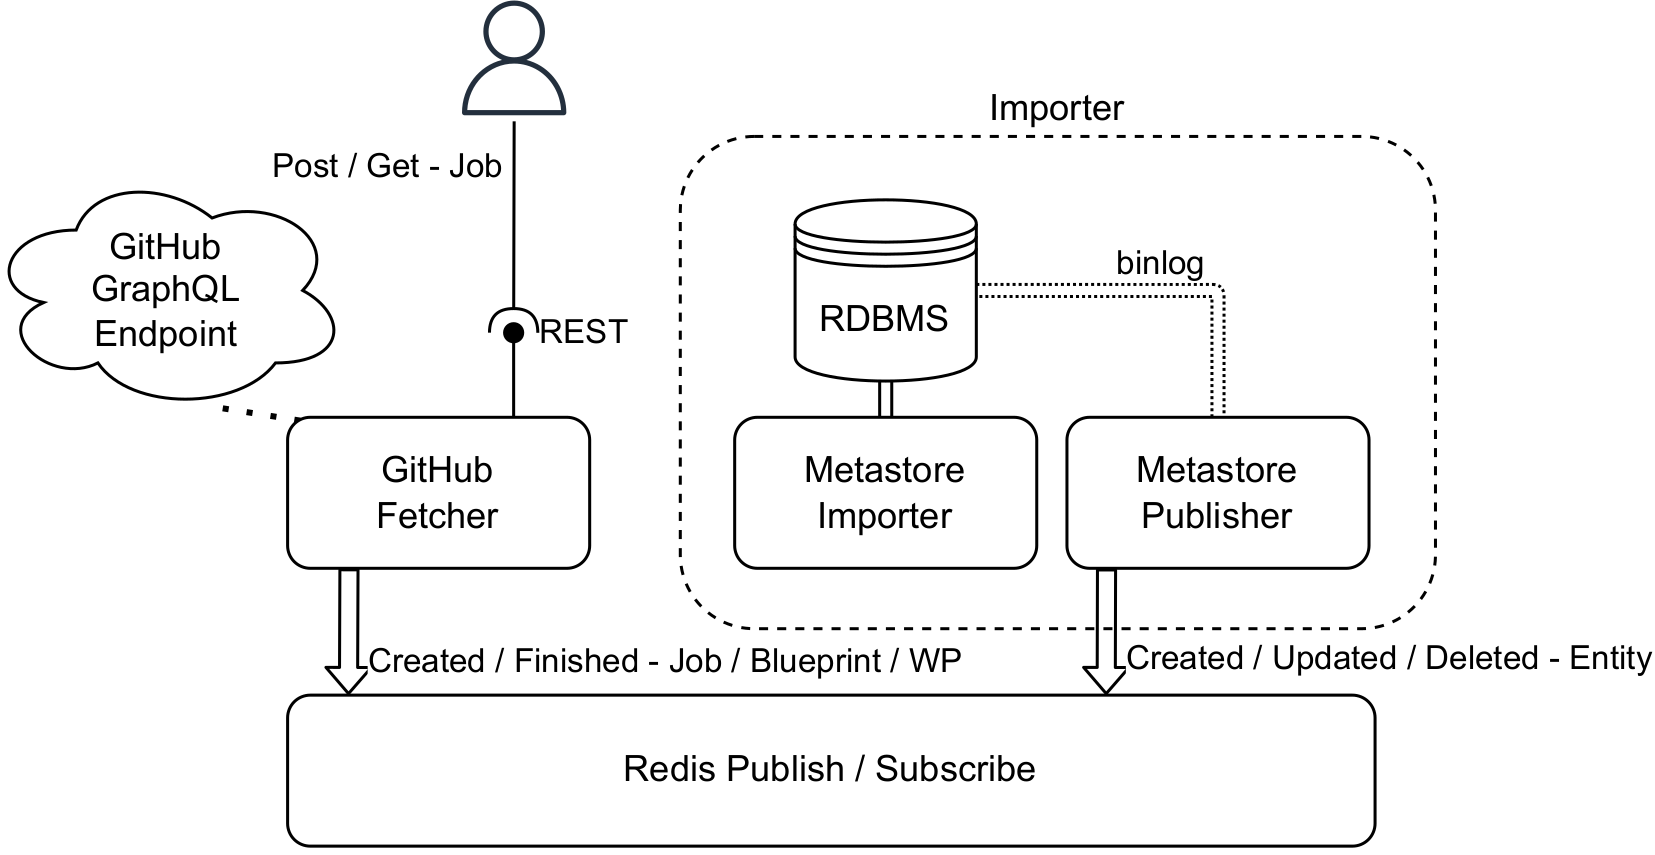 Importer
Post / Get - Job
GitHub
GraphQL
Endpoint
REST
binlog
RDBMS
GitHub
Fetcher
Metastore
Importer
Metastore
Publisher
Created / Finished - Job / Blueprint / WP
Created / Updated / Deleted - Entity
Redis Publish / Subscribe